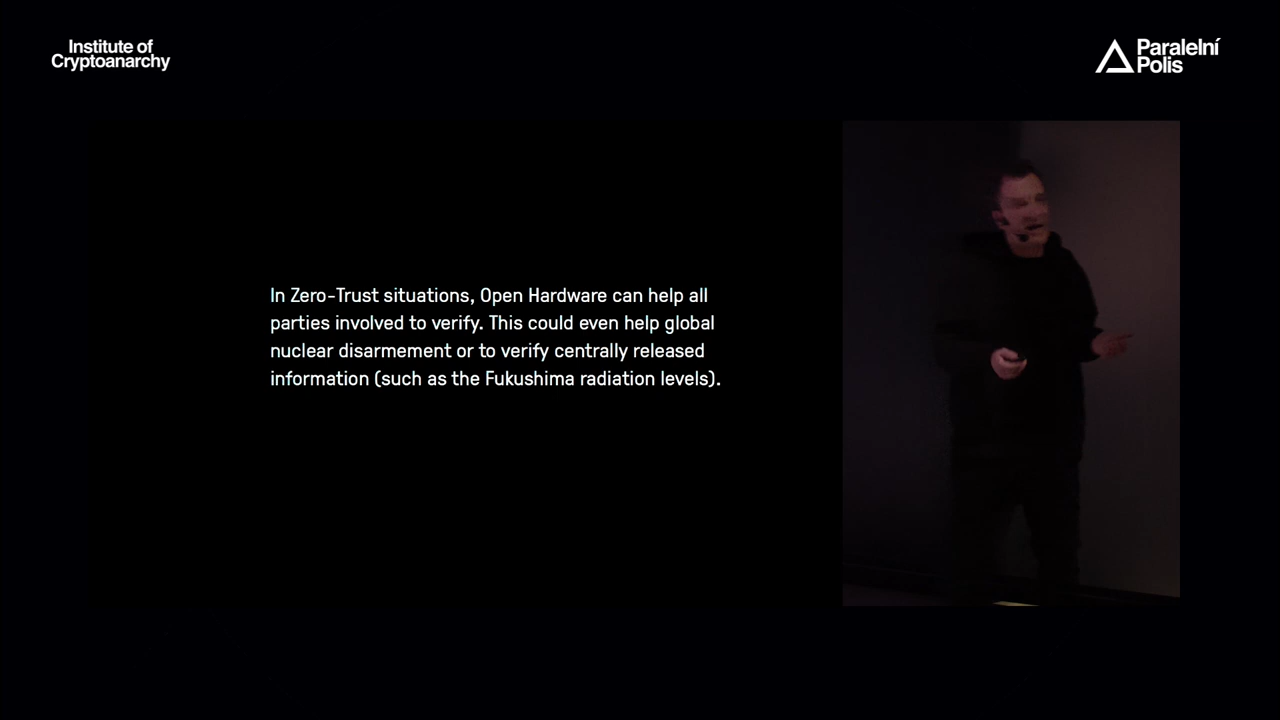 Institute of
Cryptoanarchy
Paralelní
Polis
In Zero-Trust situations, Open Hardware can help all
parties involved to verify. This could even help global
nuclear disarmement or to verify centrally released
information (such as the Fukushima radiation levels).